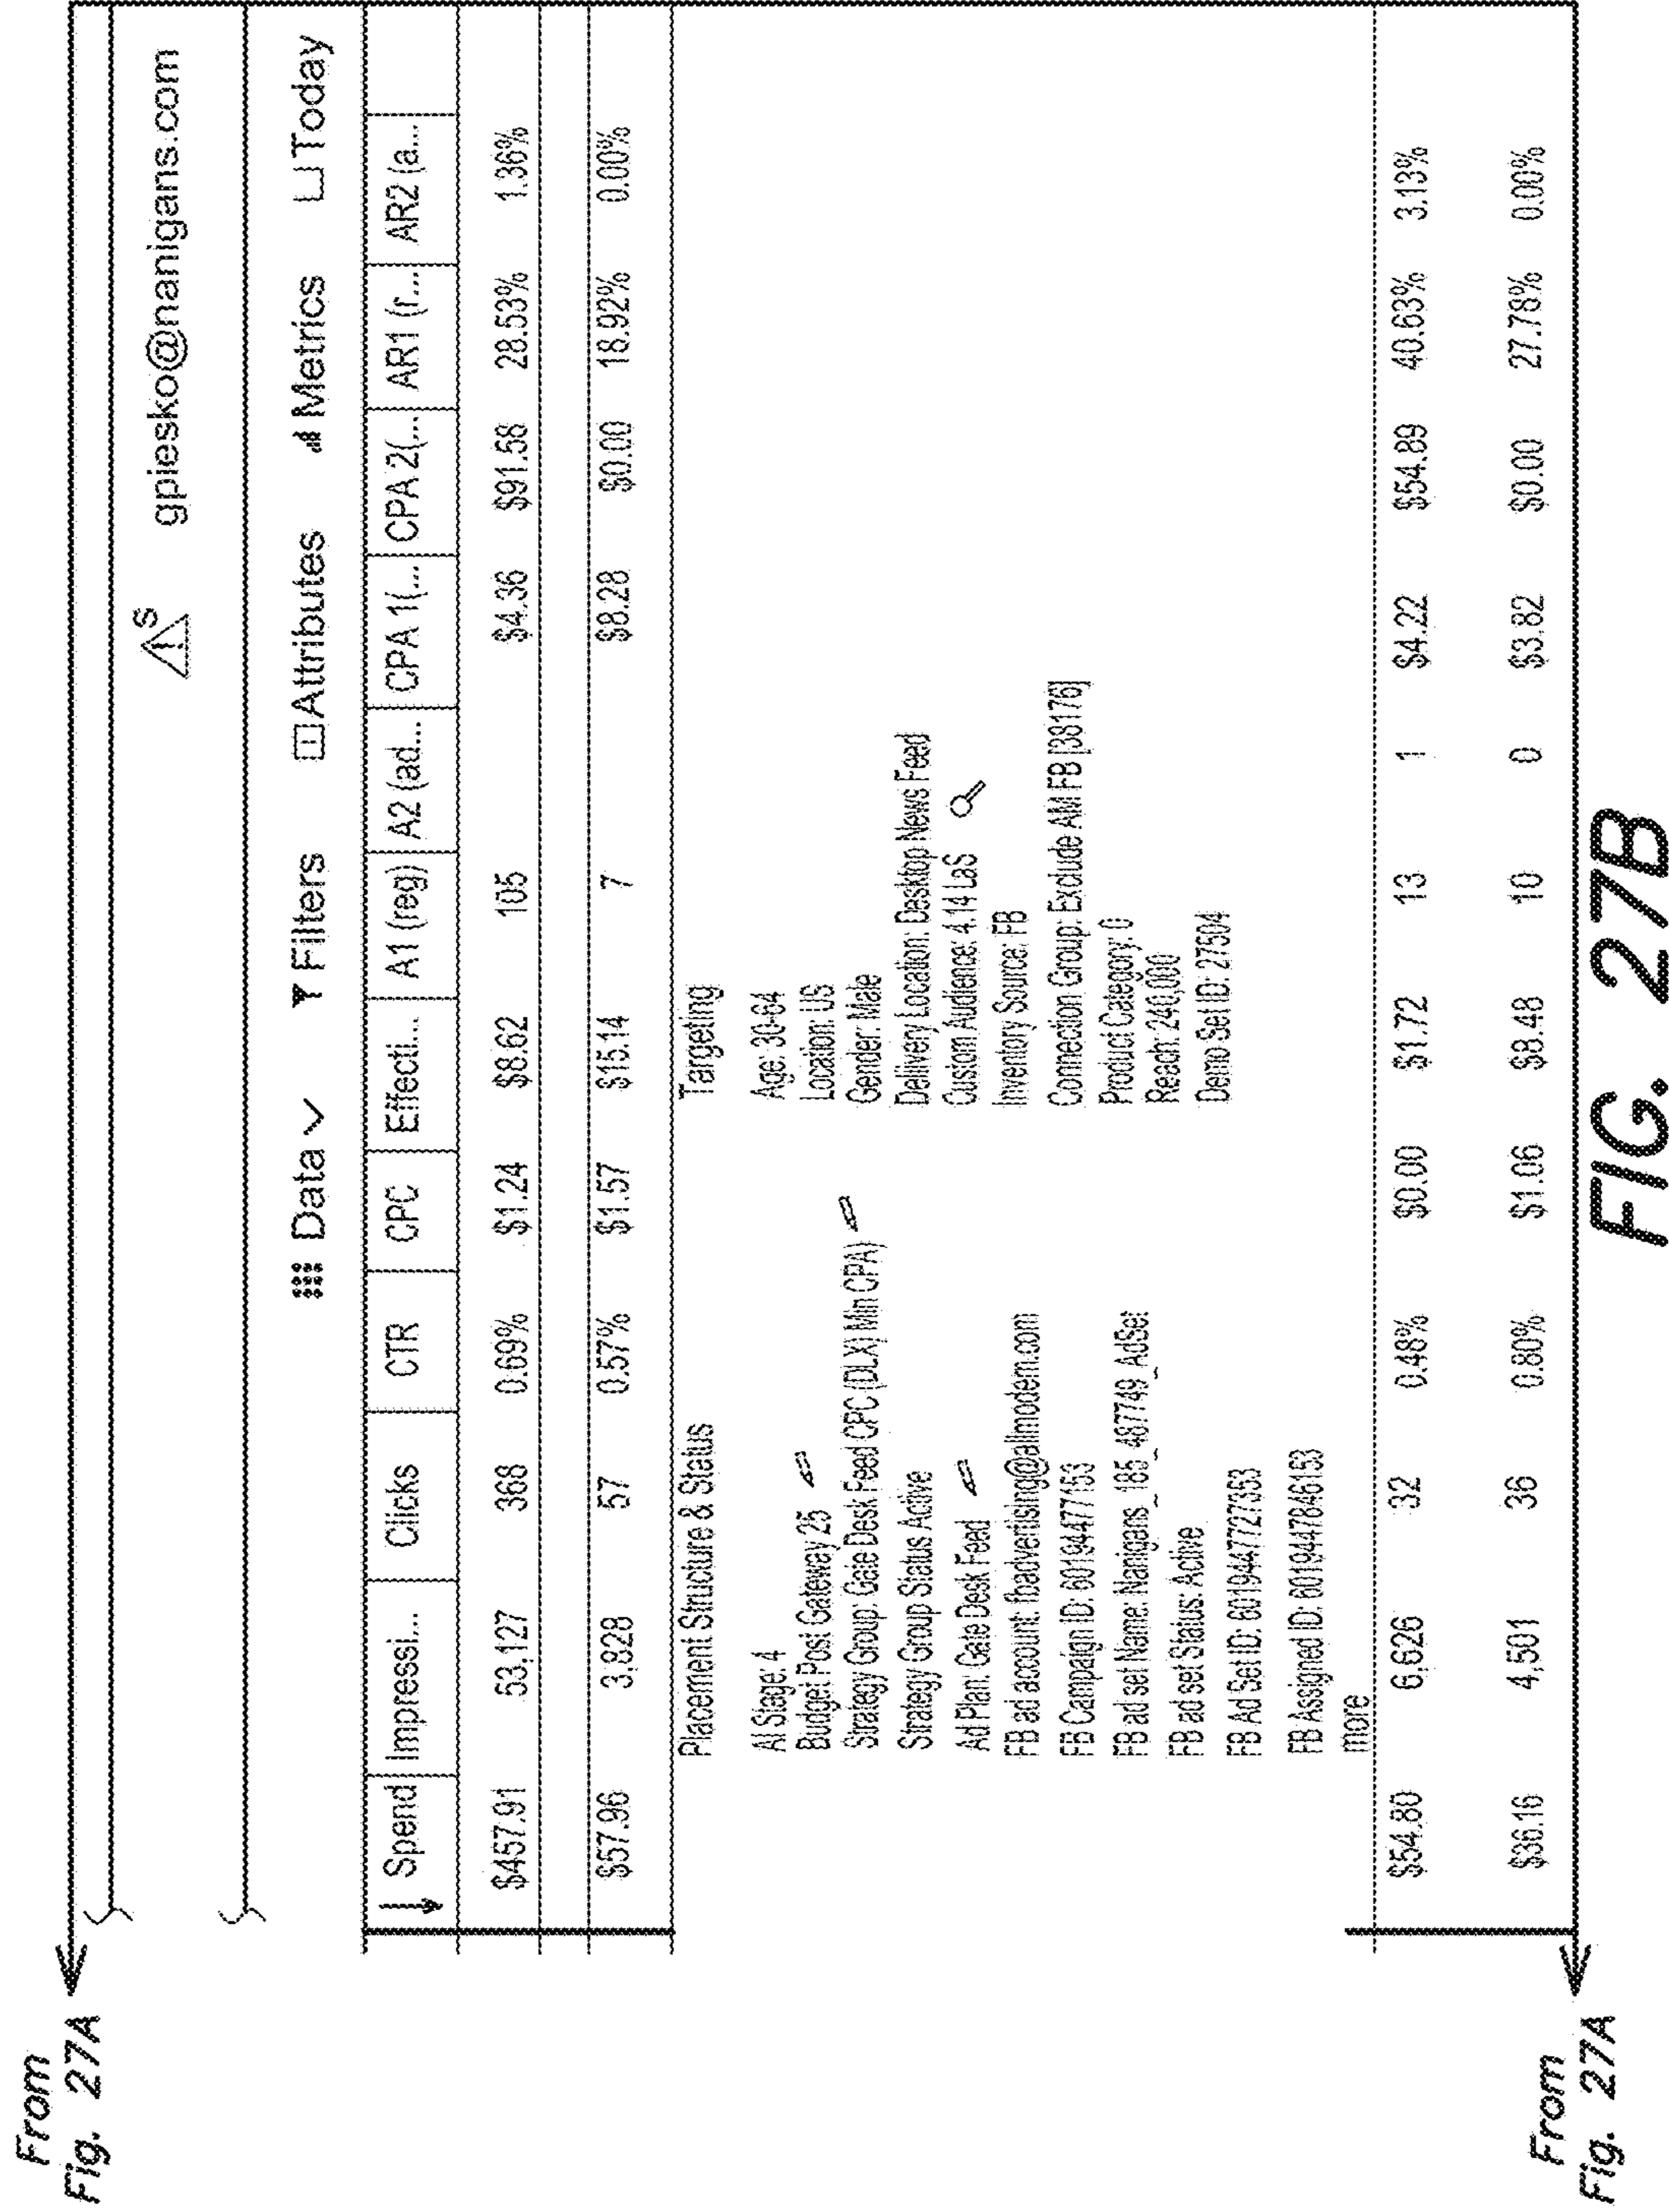 From
Fig. 27A
gpiesko@nanigans.com
Data Filters Attributes Metrics Today
Spend Impressi... Clicks CTR CPC Effecti... A1 (reg) A2 (ad... CPA 1(... CPA 2(... AR1 (r... AR2 (a...
$457.91 53,127 368 0.69% $1.24 $8.62 105 $4.36 $91.58 28.53% 1.36%
$57.96 3,828 57 0.57% $1.57 $15.14 7 $8.28 $0.00 18.92% 0.00%
Placement Structure & Status
AI Stage: 4
Budget Post Gateway 25
Strategy Group: Gate Desk Feed CPC (DLX) Min CPA)
Strategy Group Status Active
Ad Plan: Gate Desk Feed
FB ad account: fbadvertising@allmodern.com
FB Campaign ID: 60194477153
FB ad set Name: Nanigans_185_487749_AdSet
FB ad set Status: Active
FB Ad Set ID: 6019447727353
FB Assigned ID: 6019447846153
more
Targeting
Age: 30-64
Location: US
Gender: Male
Delivery Location: Desktop News Feed
Custom Audience: 4.14 LaS
Inventory Source: FB
Connection Group: Exclude AM FB [38176]
Product Category: 0
Reach: 240,000
Demo Set ID: 27504
$54.80 6,626 32 0.48% $0.00 $1.72 13 1 $4.22 $54.89 40.63% 3.13%
$36.16 4,501 36 0.80% $1.06 $8.48 10 0 $3.82 $0.00 27.78% 0.00%
From
Fig. 27A
FIG. 27B